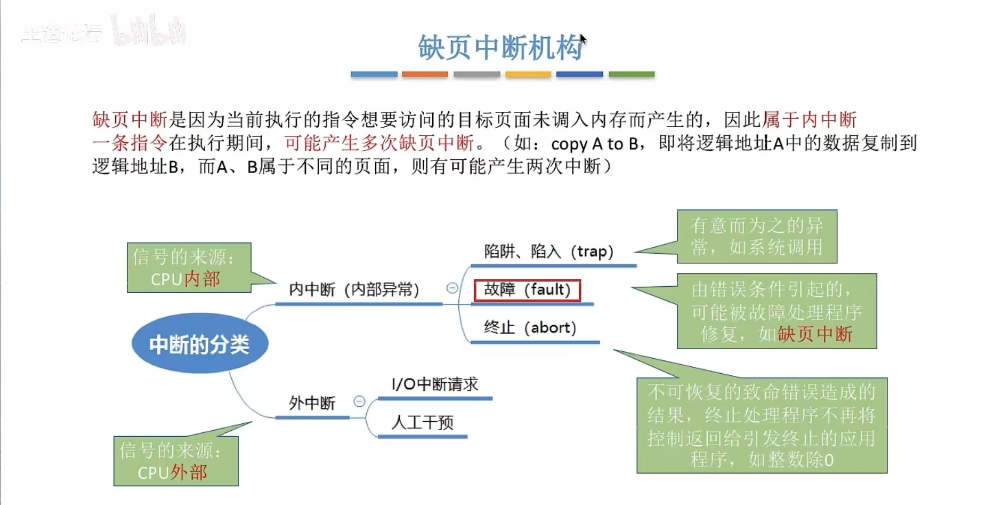 bilibili
缺页中断机构
缺页中断是因为当前执行的指令想要访问的目标页面未调入内存而产生的，因此属于内中断
一条指令在执行期间，可能产生多次缺页中断。（如：copy A to B，即将逻辑地址A中的数据复制到
逻辑地址B，而A、B属于不同的页面，则有可能产生两次中断）
有意而为之的异
常，如系统调用
信号的来源：
CPU内部
陷阱、陷入（trap）
内中断（内部异常）
故障（fault）
由错误条件引起的，
可能被故障处理程序
修复，如缺页中断
终止（abort）
中断的分类
I/O中断请求
外中断
人工干预
不可恢复的致命错误造成的
结果，终止处理程序不再将
控制返回给引发终止的应用
程序，如整数除0
信号的来源：
CPU外部